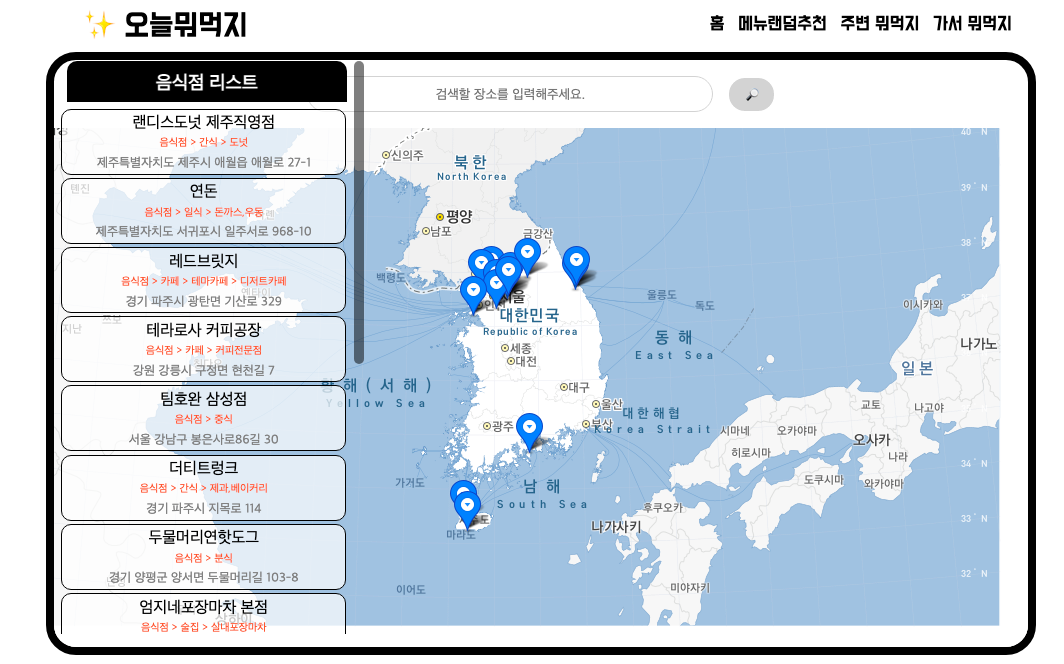 ✨ 오늘뭐먹지
홈 메뉴랜덤추천 주변 뭐먹지 가서 뭐먹지
음식점 리스트
검색할 장소를 입력해주세요.
랜디스도넛 제주직영점
음식점 > 간식 > 도넛
제주특별자치도 제주시 애월읍 애월로 27-1
연돈
음식점 > 일식 > 돈까스,우동
제주특별자치도 서귀포시 일주서로 968-10
레드브릿지
음식점 > 카페 > 테마카페 > 디저트카페
경기 파주시 광탄면 기산로 329
테라로사 커피공장
음식점 > 카페 > 커피전문점
강원 강릉시 구정면 현천길 7
팀호완 삼성점
음식점 > 중식
서울 강남구 봉은사로86길 30
더티트렁크
음식점 > 간식 > 제과,베이커리
경기 파주시 지목로 114
두물머리연핫도그
음식점 > 분식
경기 양평군 양서면 두물머리길 103-8
엄지네포장마차 본점
음식점 > 술집 > 실내포장마차
텐진
지난
신의주
북한
North Korea
평양
남포
금강산
백령도
서울
대한민국
Republic of Korea
세종
대전
대구
울산
부산
광주
울릉도
독도
동해
East Sea
황해(서해)
Yellow Sea
대한해협
Korea Strait
가거도
남해
South Sea
마라도
이어도
이시카와
나가노
일본
교토
나고야
시마네
오카야마
오사카
히로시마
나라
도쿠시마
와카야마
후쿠오카
나가사키
미야자키
40° N
39° N
38° N
34° N
33° N
32° N